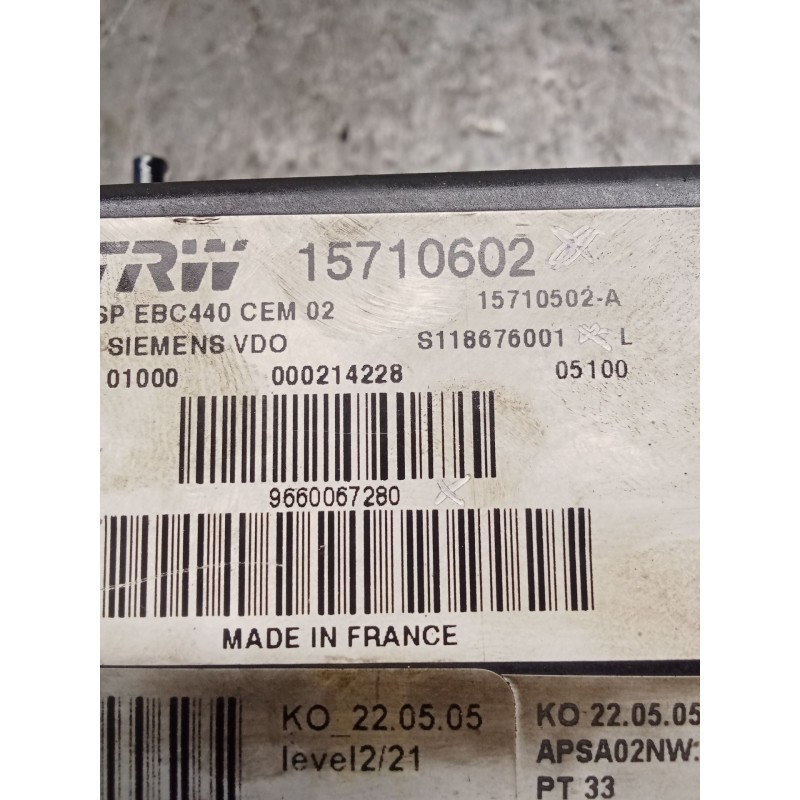 TRW 15710602
SP EBC440 CEM 02 15710502-A
SIEMENS VDO S118676001 L
01000 000214228 05100
9660067280
MADE IN FRANCE
KO_22.05.05 KO 22.05.05
level2/21 APSA02NW:
PT 33